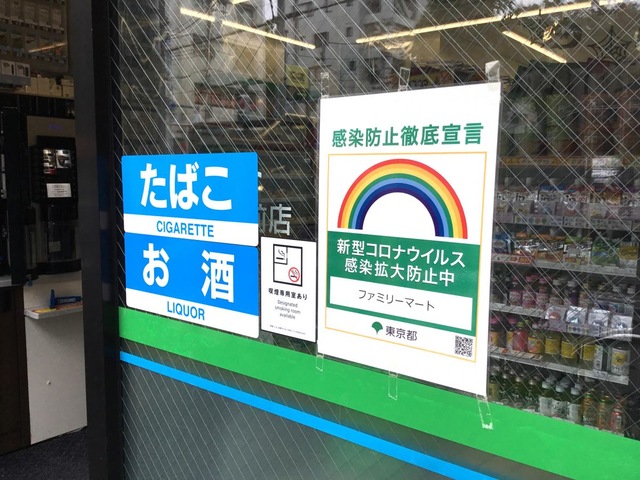 たばこ
CIGARETTE
お酒
LIQUOR
店
喫煙専用室あり
Designated
smoking room
available
感染防止徹底宣言
新型コロナウイルス
感染拡大防止中
ファミリーマート
東京都